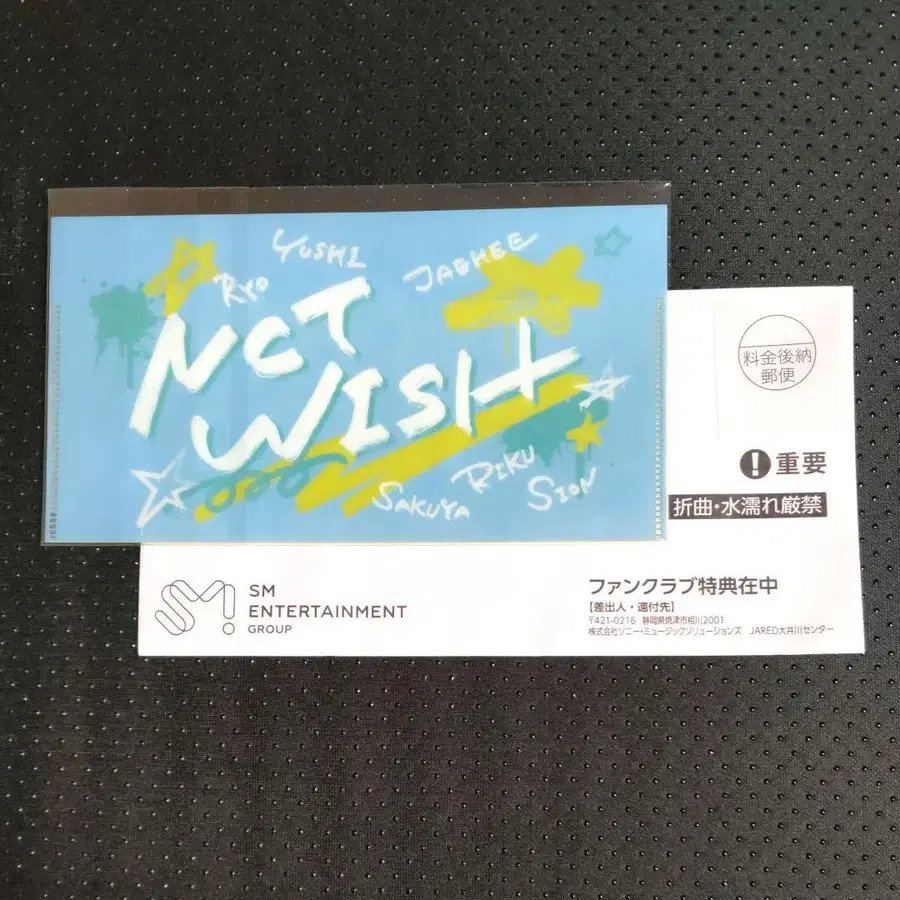 YUSHI
JAEHEE
RYO
NCT
WISH
RIKU
SION
SAKUYA
料金後納
郵便
! 重要
折曲・水濡れ厳禁
SM
ENTERTAINMENT
GROUP
ファンクラブ特典在中
【差出人・還付先】
〒421-0216 静岡県焼津市相川2001
株式会社ソニー・ミュージックソリューションズ JARED大井川センター